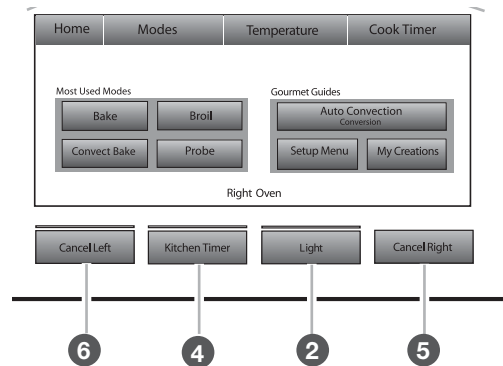 Home Modes Temperature Cook Timer
Most Used Modes Gourmet Guides
Bake Broil Auto Convection
Conversion
Convect Bake Probe Setup Menu My Creations
Right Oven
Cancel Left Kitchen Timer Light Cancel Right
6 4 2 5